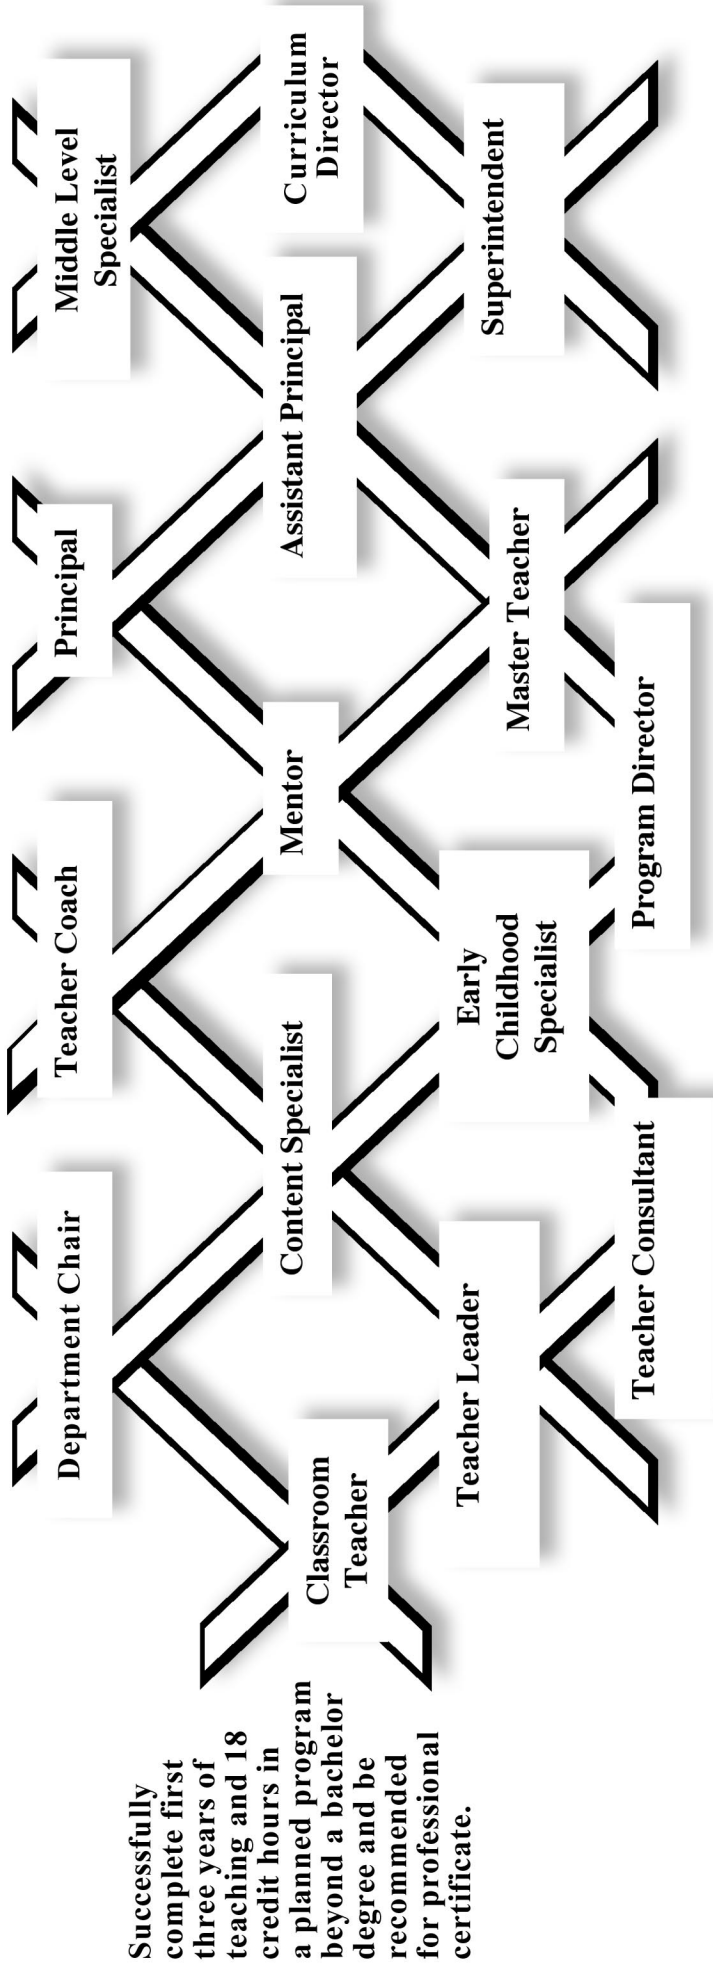 Successfully
complete first
three years of
teaching and 18
credit hours in
a planned program
beyond a bachelor
degree and be
recommended
for professional
certificate.
Classroom
Teacher
Department Chair
Teacher Leader
Content Specialist
Teacher Consultant
Teacher Coach
Early
Childhood
Specialist
Mentor
Program Director
Principal
Master Teacher
Assistant Principal
Middle Level
Specialist
Superintendent
Curriculum
Director